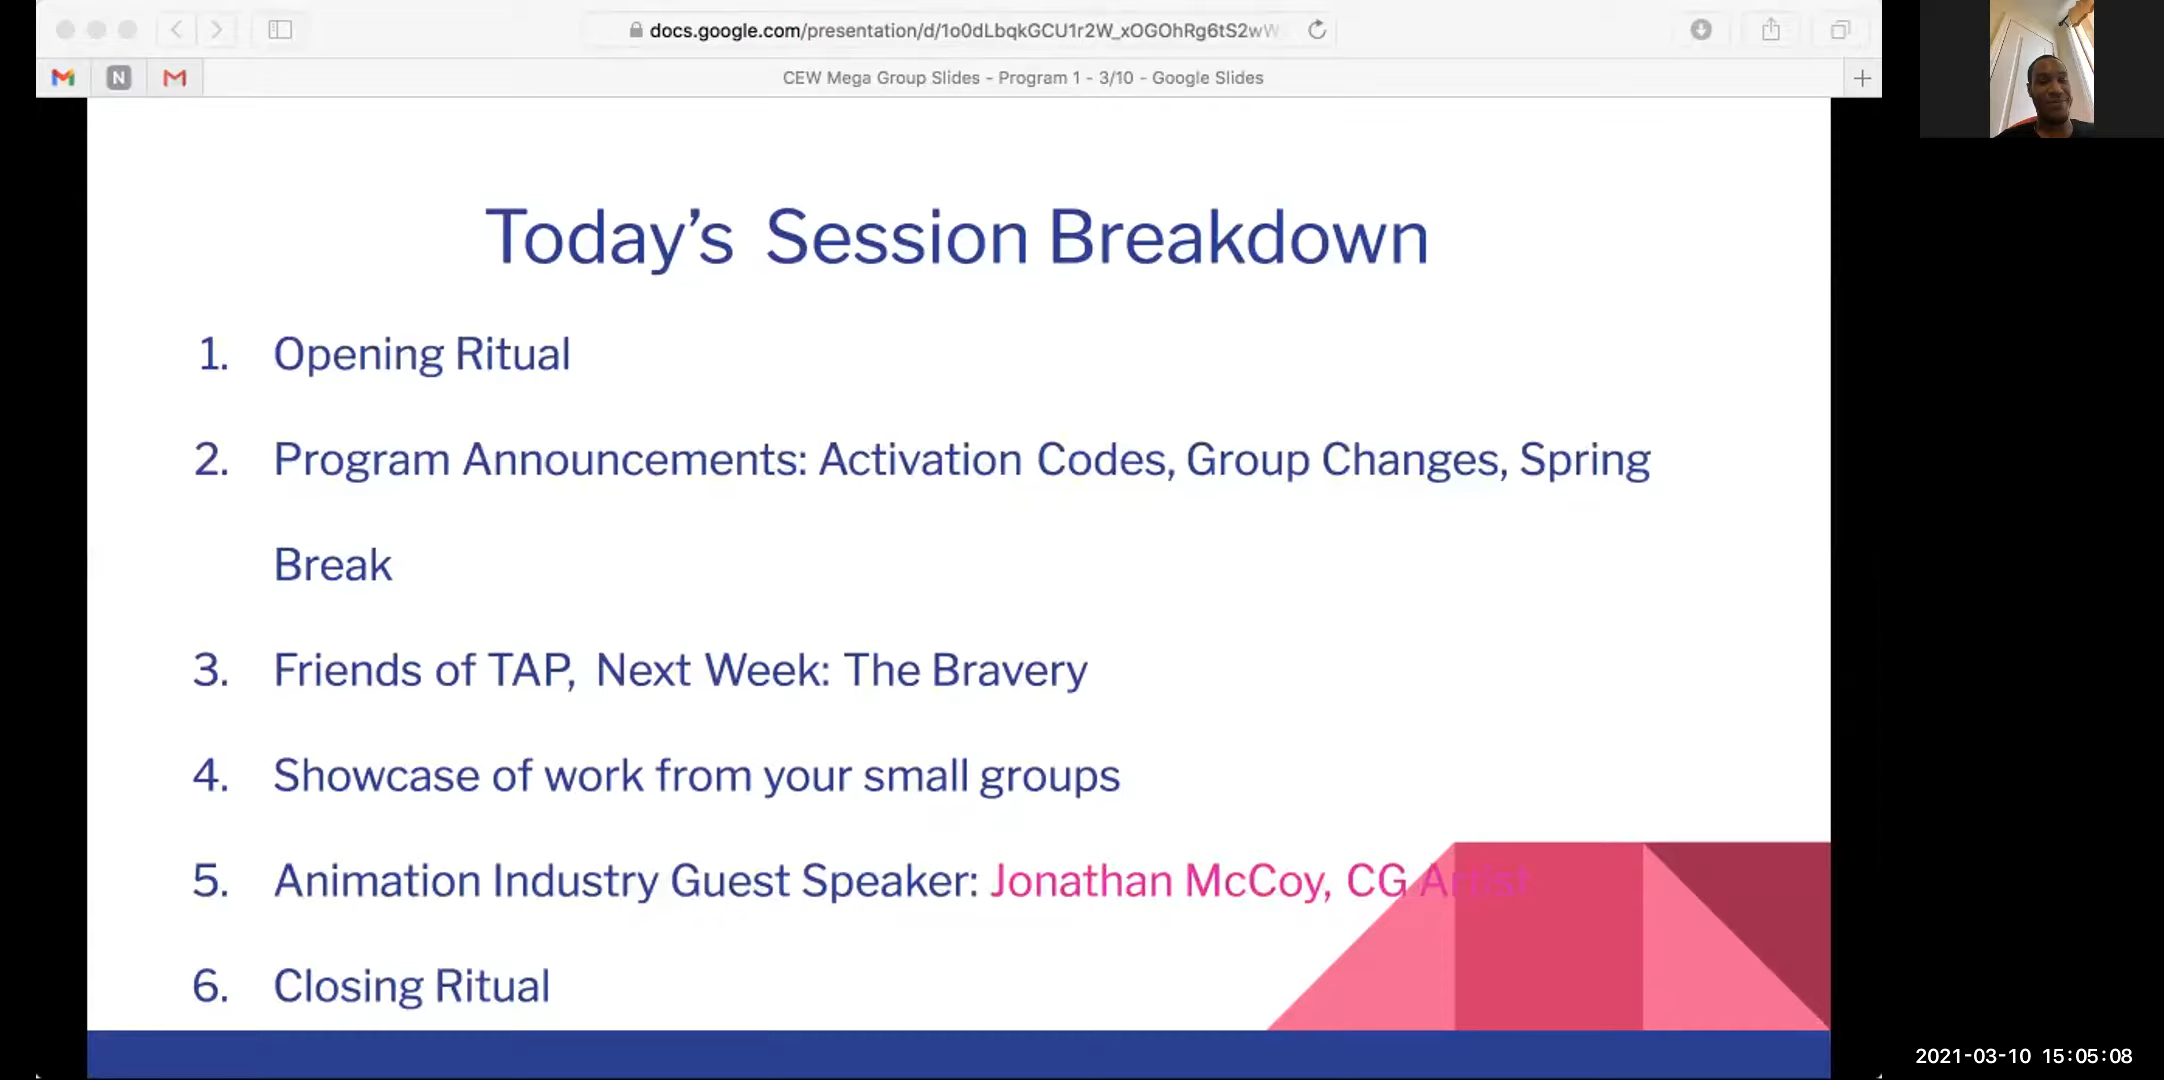 docs.google.com/presentation/d/1o0dLbqkGCU1r2W_xOGOhRg6tS2wW
N
CEW Mega Group Slides - Program 1 - 3/10 - Google Slides
Today's Session Breakdown
1. Opening Ritual
2. Program Announcements: Activation Codes, Group Changes, Spring
Break
3. Friends of TAP, Next Week: The Bravery
4. Showcase of work from your small groups
5. Animation Industry Guest Speaker: Jonathan McCoy, CG Artist
6. Closing Ritual
2021-03-10 15:05:08